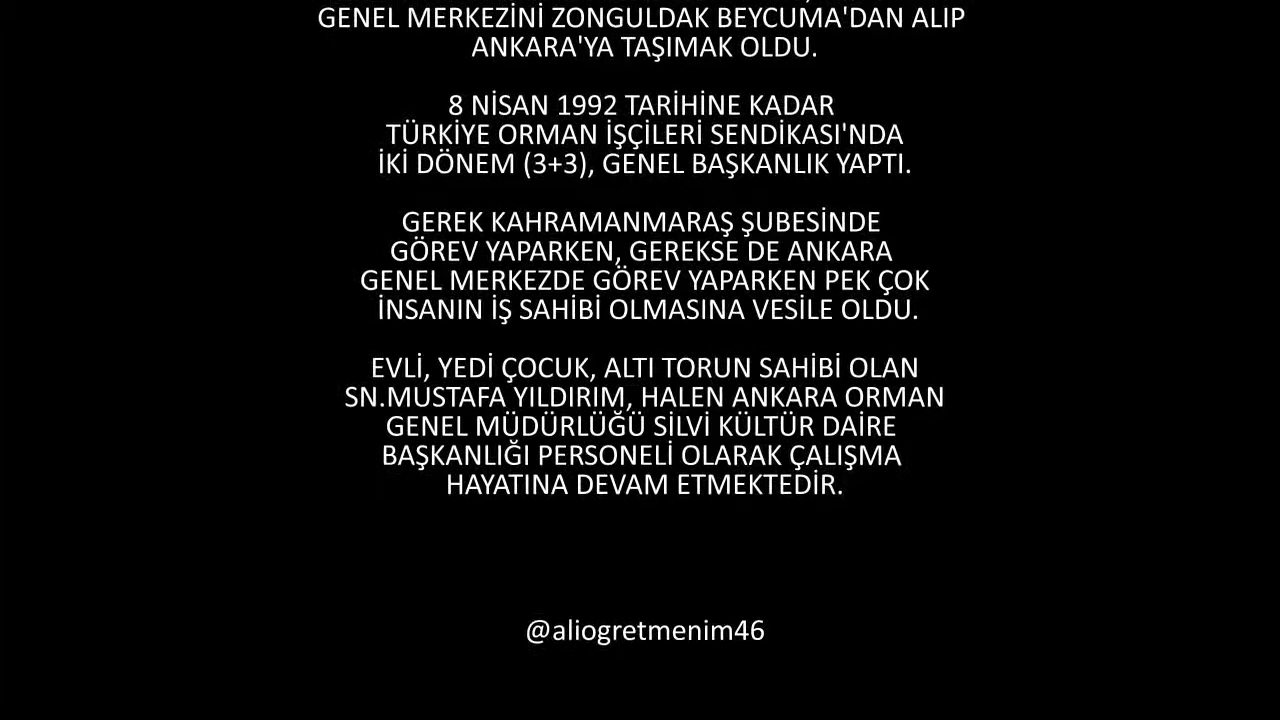 GENEL MERKEZİNİ ZONGULDAK BEYCUMA'DAN ALIP
ANKARA'YA TAŞIMAK OLDU.
8 NİSAN 1992 TARİHİNE KADAR
TÜRKİYE ORMAN İŞÇİLERİ SENDİKASI'NDA
İKİ DÖNEM (3+3), GENEL BAŞKANLIK YAPTI.
GEREK KAHRAMANMARAŞ ŞUBESİNDE
GÖREV YAPARKEN, GEREKSE DE ANKARA
GENEL MERKEZDE GÖREV YAPARKEN PEK ÇOK
İNSANIN İŞ SAHİBİ OLMASINA VESİLE OLDU.
EVLİ, YEDİ ÇOCUK, ALTI TORUN SAHİBİ OLAN
SN.MUSTAFA YILDIRIM, HALEN ANKARA ORMAN
GENEL MÜDÜRLÜĞÜ SİLVİ KÜLTÜR DAİRE
BAŞKANLIĞI PERSONELİ OLARAK ÇALIŞMA
HAYATINA DEVAM ETMEKTEDİR.
@aliogretmenim46